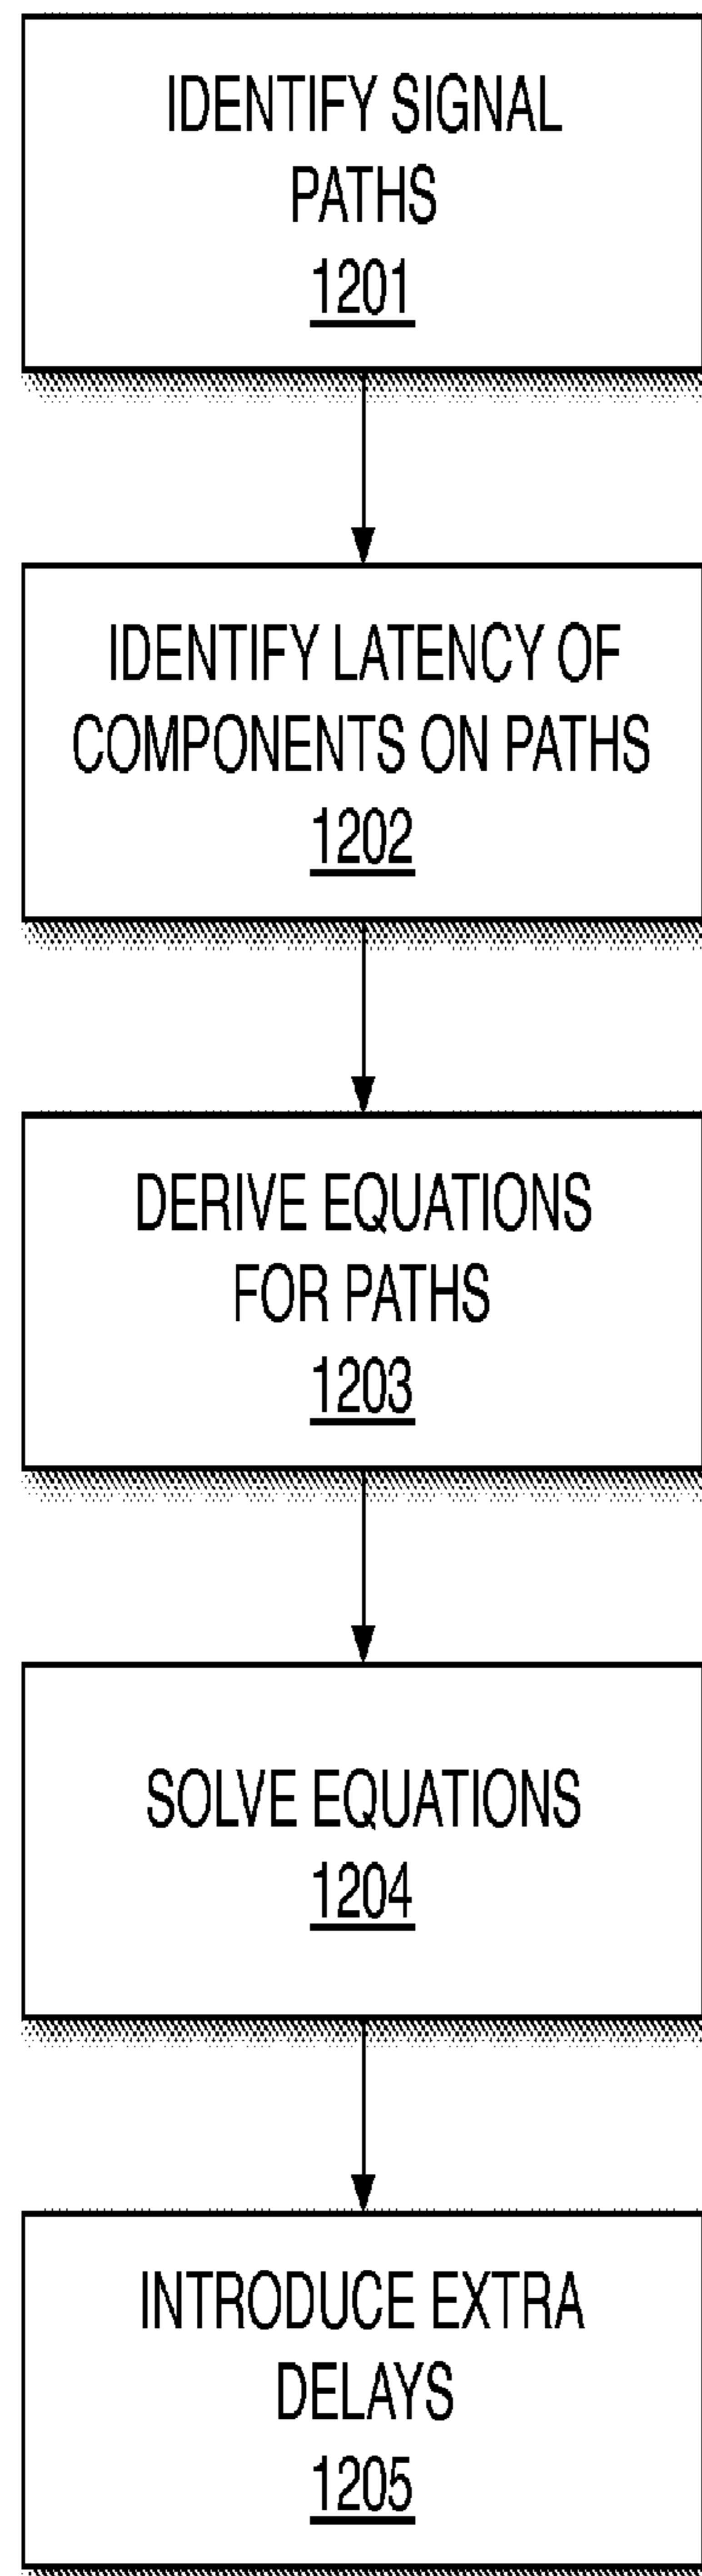 IDENTIFY SIGNAL
PATHS
1201
IDENTIFY LATENCY OF
COMPONENTS ON PATHS
1202
DERIVE EQUATIONS
FOR PATHS
1203
SOLVE EQUATIONS
1204
INTRODUCE EXTRA
DELAYS
1205